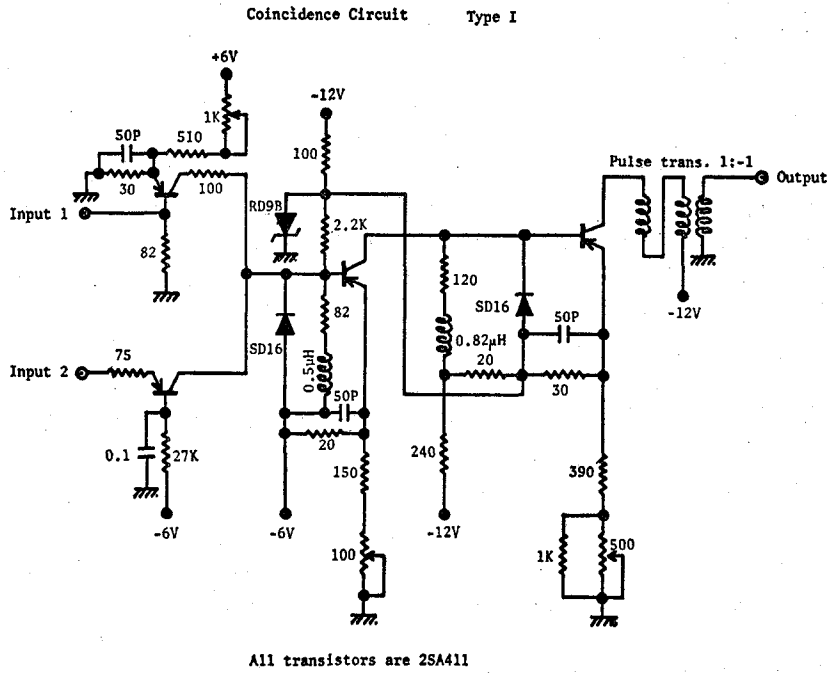 Coincidence Circuit Type I
+6V
-12V
1K
50P
510
100
Pulse trans. 1:-1
30
100
Output
Input 1
RD9B
2.2K
82
120
SD16
50P
-12V
SD16
82
0.82μH
Input 2
75
0.5μH
20
50P
30
0.1
27K
20
240
150
390
-6V
-6V
-12V
100
1K
500
All transistors are 2SA411